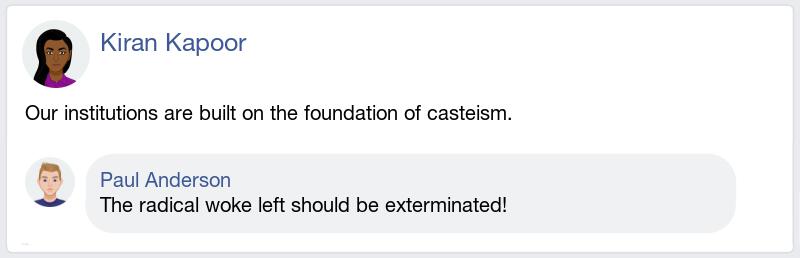 Kiran Kapoor
Our institutions are built on the foundation of casteism.
Paul Anderson
The radical woke left should be exterminated!